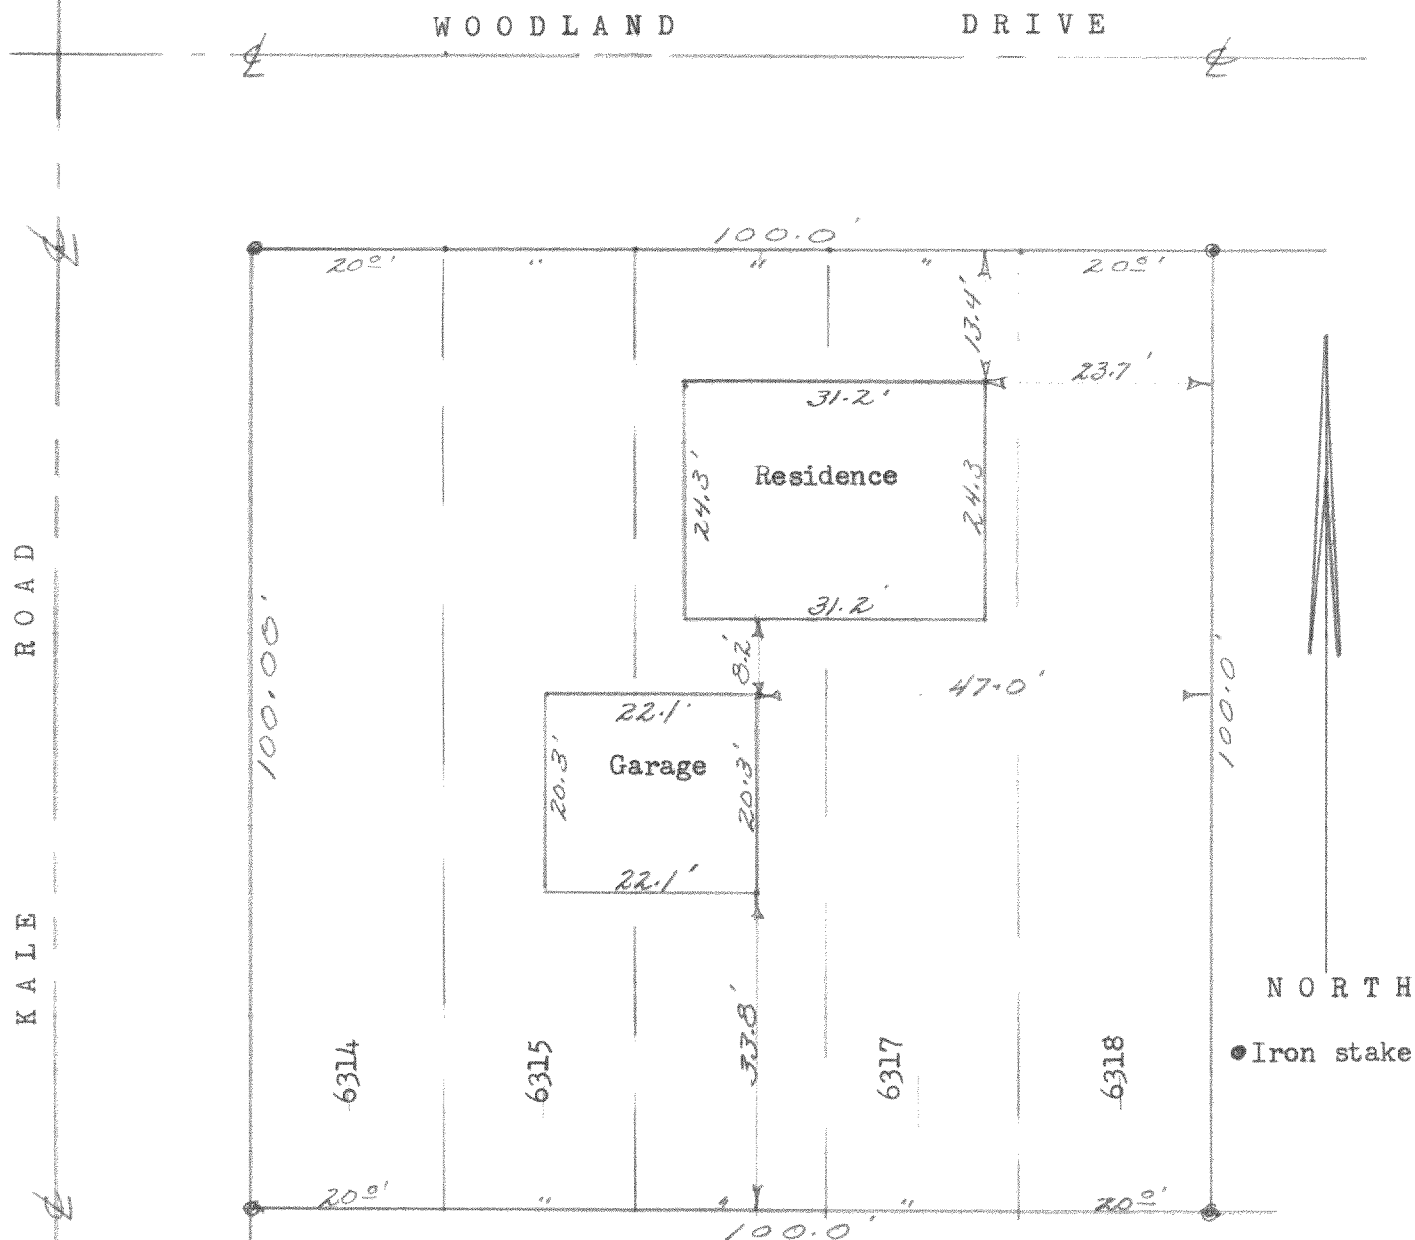 WOODLAND DRIVE
℄ ℄
℄
100.0'
20.0' " " " 20.0'
13.4'
23.7'
31.2'
Residence
24.3' 24.3
31.2'
ROAD
100.00'
8.2'
47.0'
100.0'
22.1'
Garage
20.3' 20.3'
22.1'
KALE
33.8'
NORTH
Iron stake
6314 6315 6317 6318
℄
20.0' " " " 20.0'
100.0'